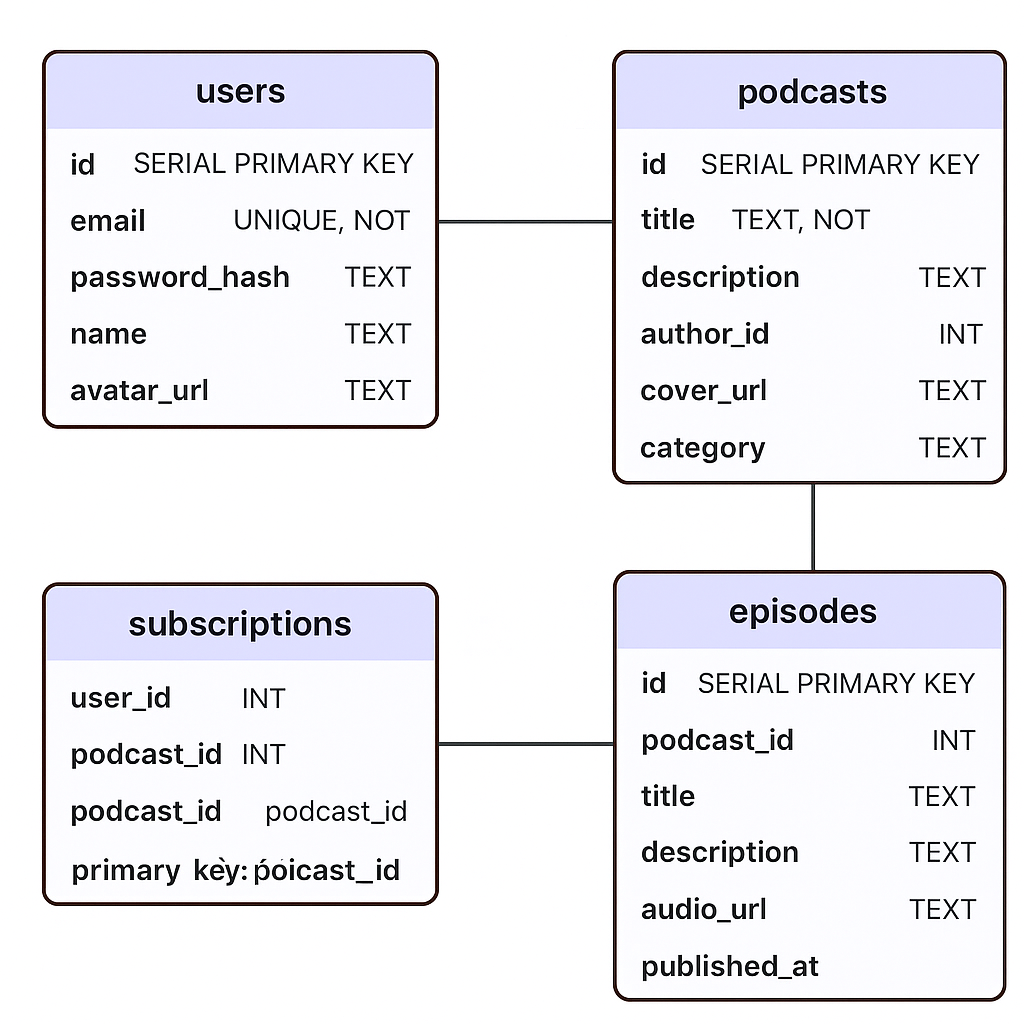 users
id SERIAL PRIMARY KEY
email UNIQUE, NOT
password_hash TEXT
name TEXT
avatar_url TEXT
podcasts
id SERIAL PRIMARY KEY
title TEXT, NOT
description TEXT
author_id INT
cover_url TEXT
category TEXT
subscriptions
user_id INT
podcast_id INT
podcast_id podcast_id
primary key: ṕoicast_id
episodes
id SERIAL PRIMARY KEY
podcast_id INT
title TEXT
description TEXT
audio_url TEXT
published_at